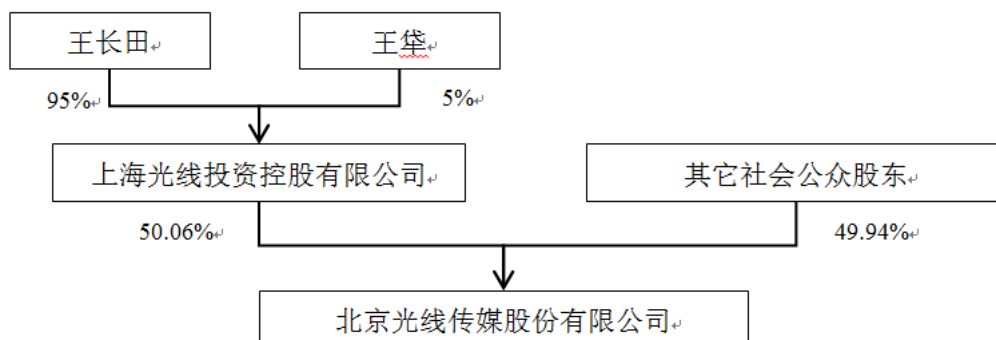 王长田
95%
5%
上海光线投资控股有限公司
其它社会公众股东
50.06%
49.94%
北京光线传媒股份有限公司